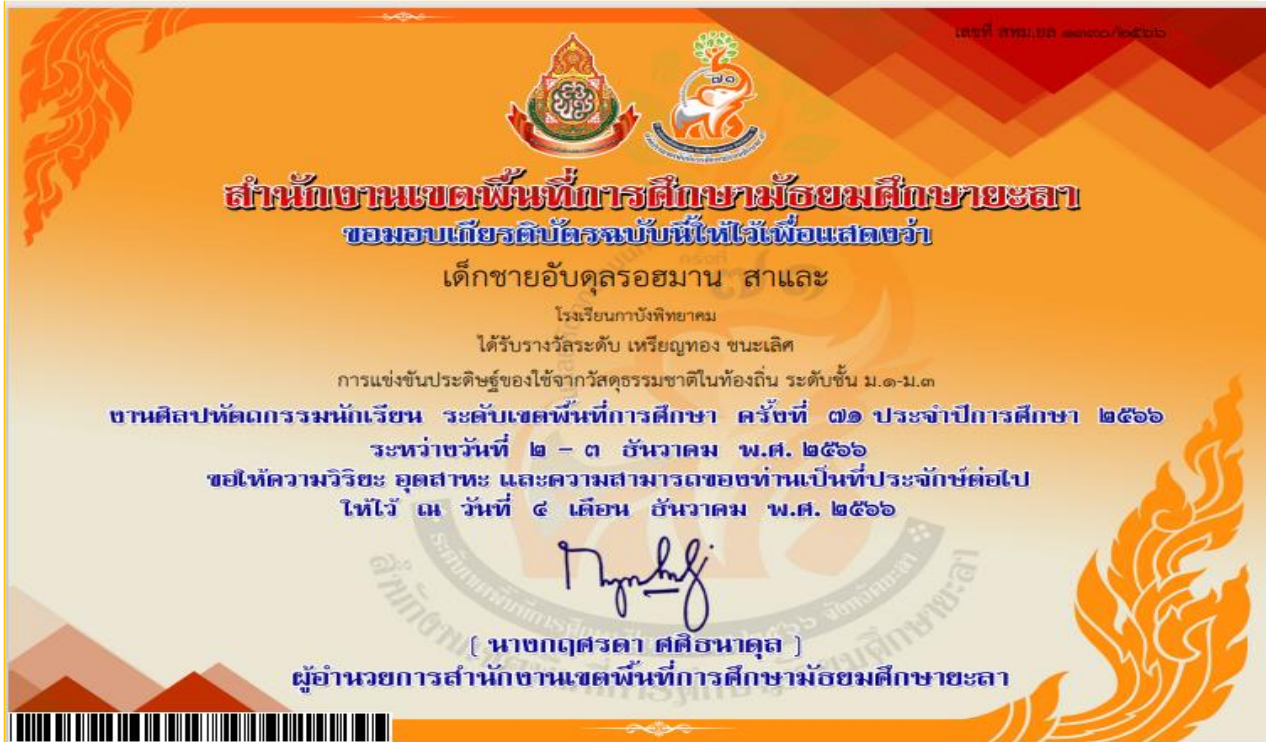 เลขที่ สพม.ยล
๗๑
สำนักงานเขตพื้นที่การศึกษามัธยมศึกษายะลา
ขอมอบเกียรติบัตรฉบับนี้ให้ไว้เพื่อแสดงว่า
เด็กชายอับดุลรอฮมาน สาและ
โรงเรียนกาบังพิทยาคม
ได้รับรางวัลระดับ เหรียญทอง ชนะเลิศ
การแข่งขันประดิษฐ์ของใช้จากวัสดุธรรมชาติในท้องถิ่น ระดับชั้น ม.๑-ม.๓
งานศิลปหัตถกรรมนักเรียน ระดับเขตพื้นที่การศึกษา ครั้งที่ ๗๑ ประจำปีการศึกษา ๒๕๖๖
ระหว่างวันที่ ๒ – ๓ ธันวาคม พ.ศ. ๒๕๖๖
ขอให้ความวิริยะ อุตสาหะ และความสามารถของท่านเป็นที่ประจักษ์ต่อไป
ให้ไว้ ณ วันที่ ๔ เดือน ธันวาคม พ.ศ. ๒๕๖๖
( นางกฤศรดา ศศิธนาดุล )
ผู้อำนวยการสำนักงานเขตพื้นที่การศึกษามัธยมศึกษายะลา